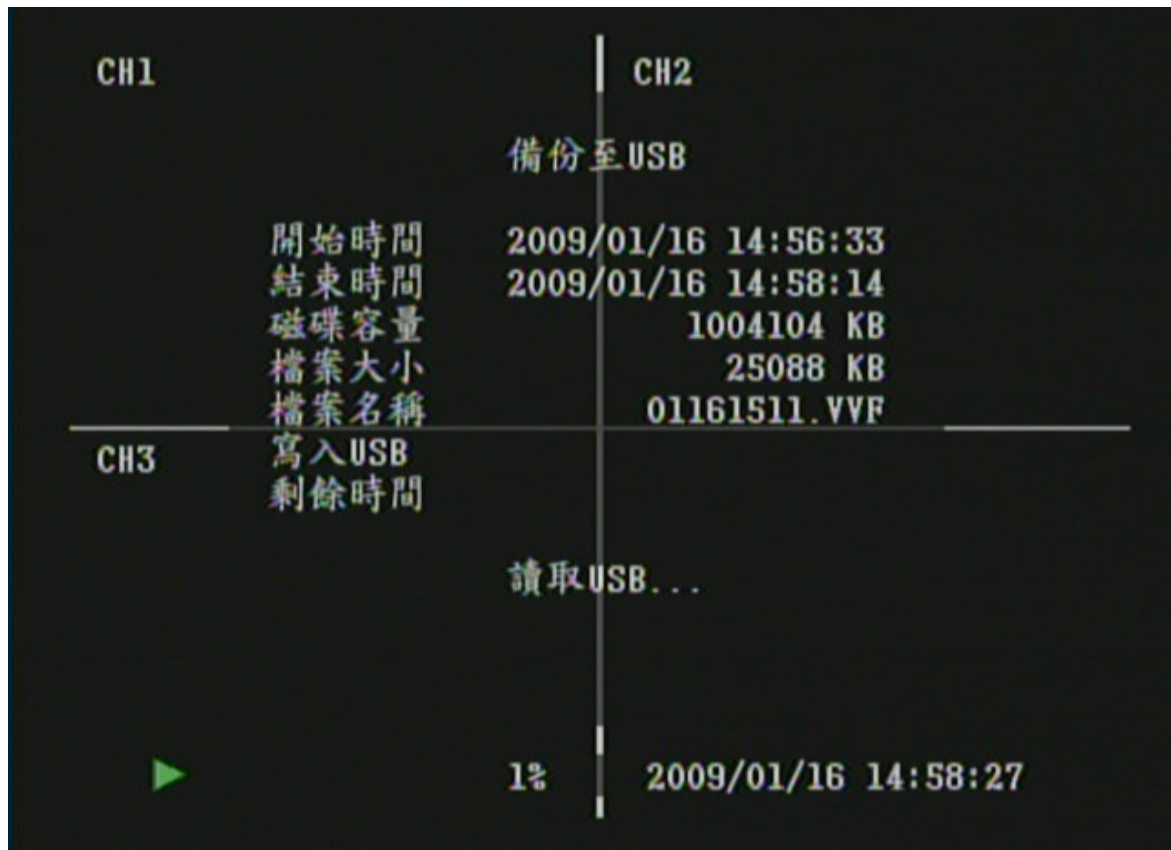 CH1 CH2
備份至USB
開始時間 2009/01/16 14:56:33
結束時間 2009/01/16 14:58:14
磁碟容量 1004104 KB
檔案大小 25088 KB
檔案名稱 01161511.VVF
CH3 寫入USB
剩餘時間
讀取USB...
1% 2009/01/16 14:58:27